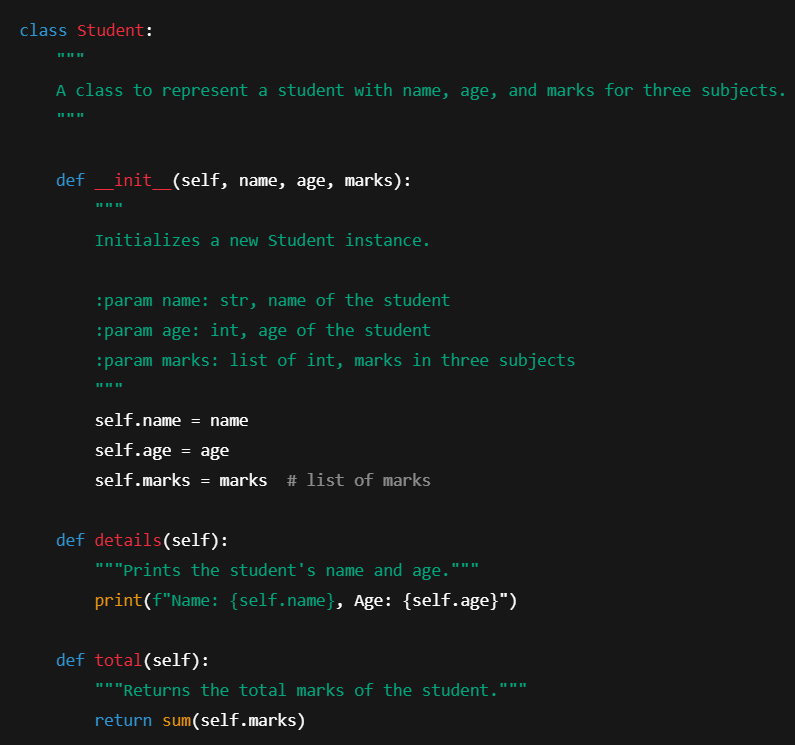 class Student:
    """
    A class to represent a student with name, age, and marks for three subjects.
    """

    def __init__(self, name, age, marks):
        """
        Initializes a new Student instance.

        :param name: str, name of the student
        :param age: int, age of the student
        :param marks: list of int, marks in three subjects
        """
        self.name = name
        self.age = age
        self.marks = marks  # list of marks

    def details(self):
        """Prints the student's name and age."""
        print(f"Name: {self.name}, Age: {self.age}")

    def total(self):
        """Returns the total marks of the student."""
        return sum(self.marks)